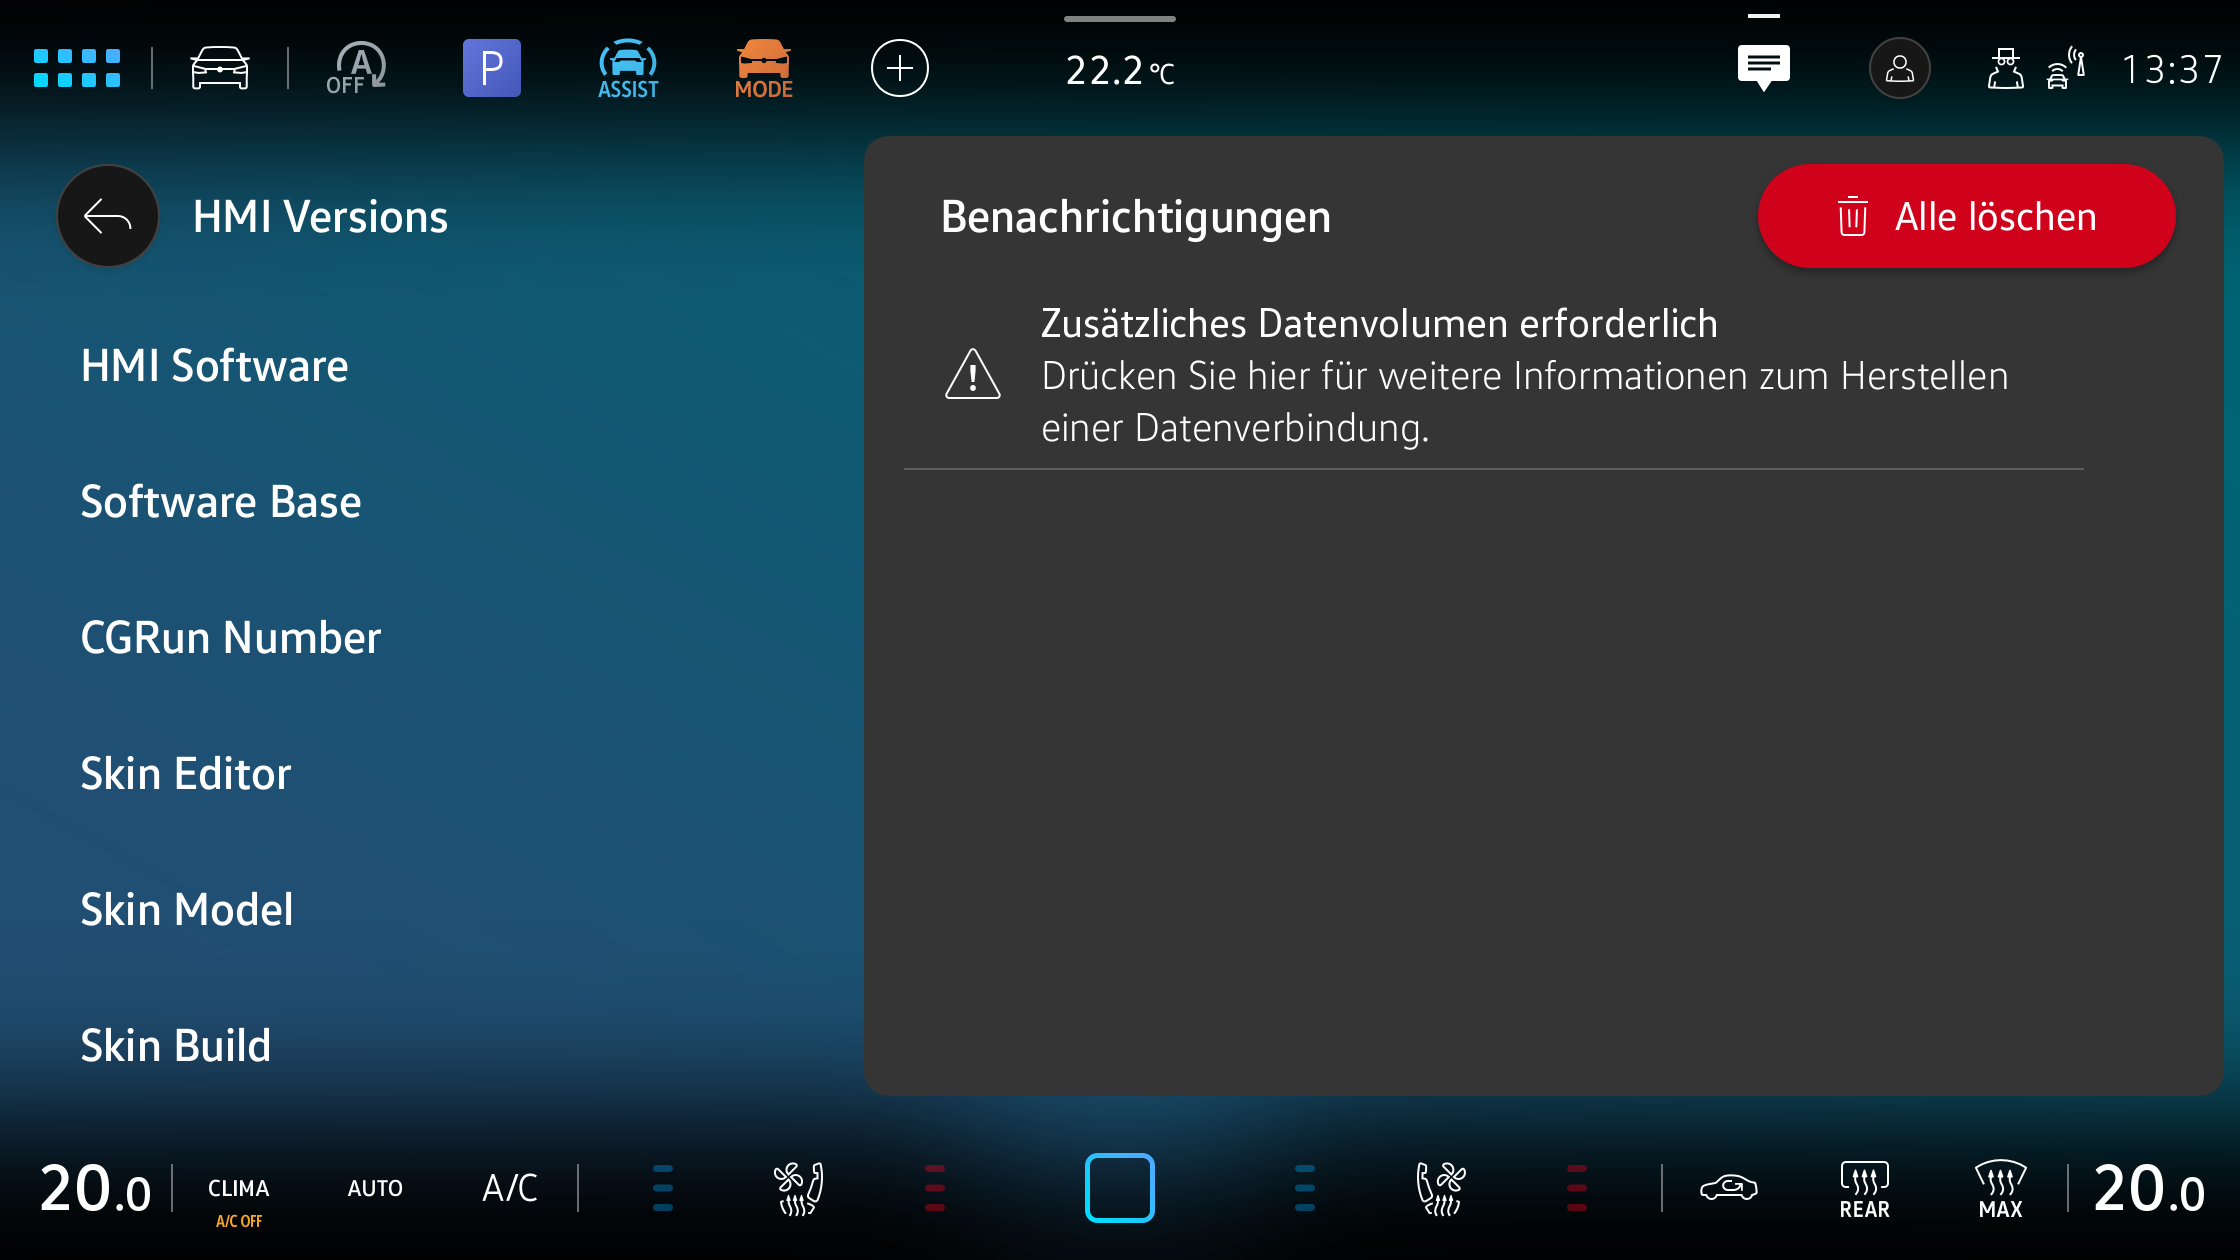 A
OFF
P
ASSIST
MODE
22.2 °C
13:37
HMI Versions
HMI Software
Software Base
CGRun Number
Skin Editor
Skin Model
Skin Build
Benachrichtigungen
Alle löschen
Zusätzliches Datenvolumen erforderlich
Drücken Sie hier für weitere Informationen zum Herstellen
einer Datenverbindung.
20.0
CLIMA
A/C OFF
AUTO
A/C
REAR
MAX
20.0